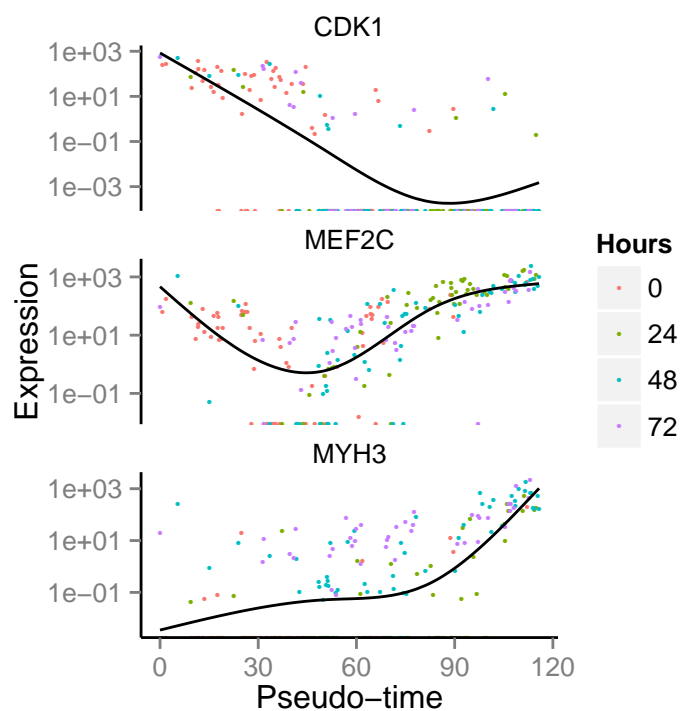 CDK1
1e+03
1e+01
1e−01
1e−03
MEF2C
1e+03
1e+01
1e−01
MYH3
1e+03
1e+01
1e−01
0
30
60
90
120
Pseudo−time
Expression
Hours
0
24
48
72